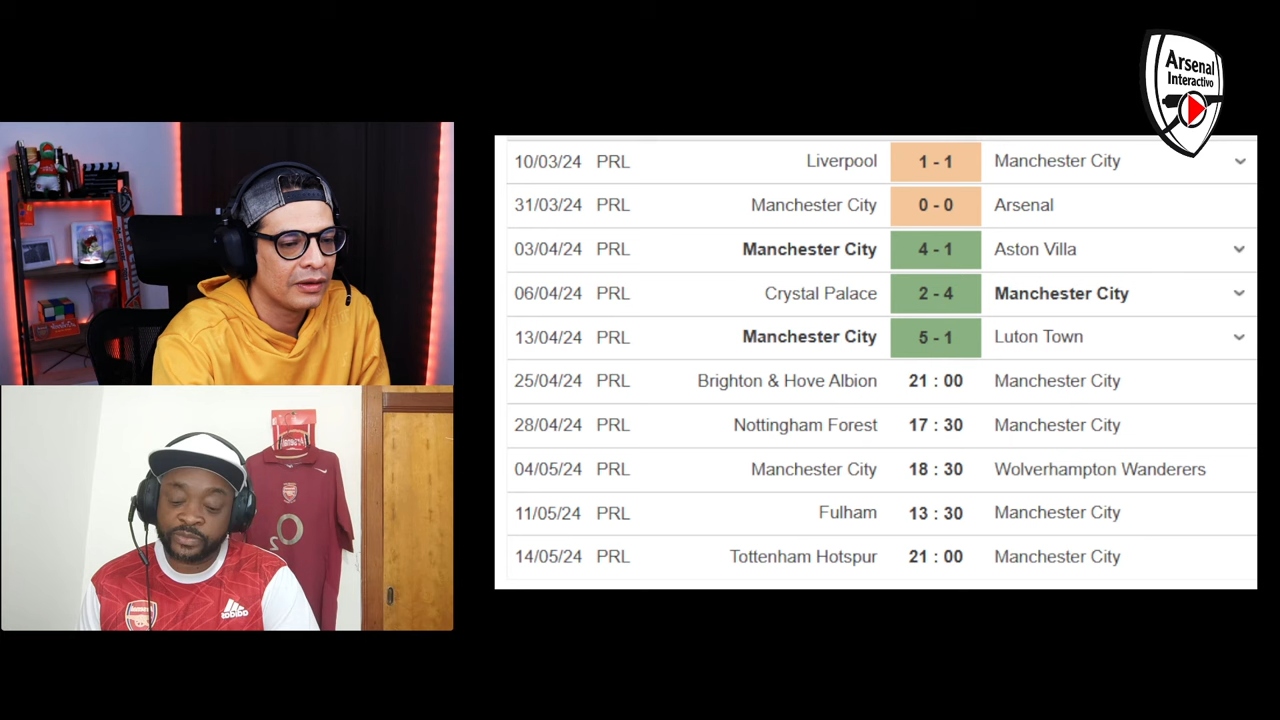 Arsenal
Interactivo
10/03/24 PRL Liverpool 1 - 1 Manchester City
31/03/24 PRL Manchester City 0 - 0 Arsenal
03/04/24 PRL Manchester City 4 - 1 Aston Villa
06/04/24 PRL Crystal Palace 2 - 4 Manchester City
13/04/24 PRL Manchester City 5 - 1 Luton Town
25/04/24 PRL Brighton & Hove Albion 21 : 00 Manchester City
28/04/24 PRL Nottingham Forest 17 : 30 Manchester City
04/05/24 PRL Manchester City 18 : 30 Wolverhampton Wanderers
11/05/24 PRL Fulham 13 : 30 Manchester City
14/05/24 PRL Tottenham Hotspur 21 : 00 Manchester City
O2
Arsenal
adidas